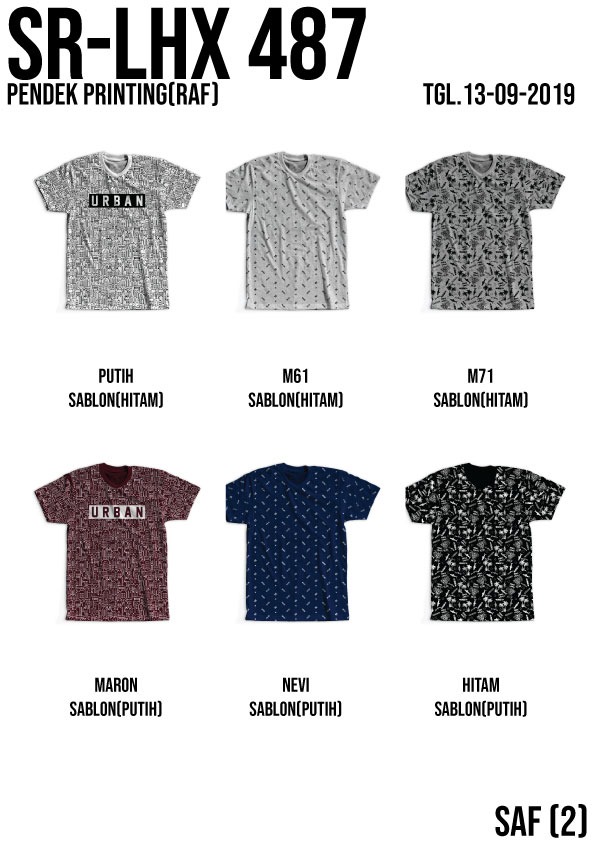 SR-LHX 487
PENDEK PRINTING(RAF)
TGL.13-09-2019
URBAN
PUTIH
SABLON(HITAM)
M61
SABLON(HITAM)
M71
SABLON(HITAM)
URBAN
MARON
SABLON(PUTIH)
NEVI
SABLON(PUTIH)
HITAM
SABLON(PUTIH)
SAF (2)